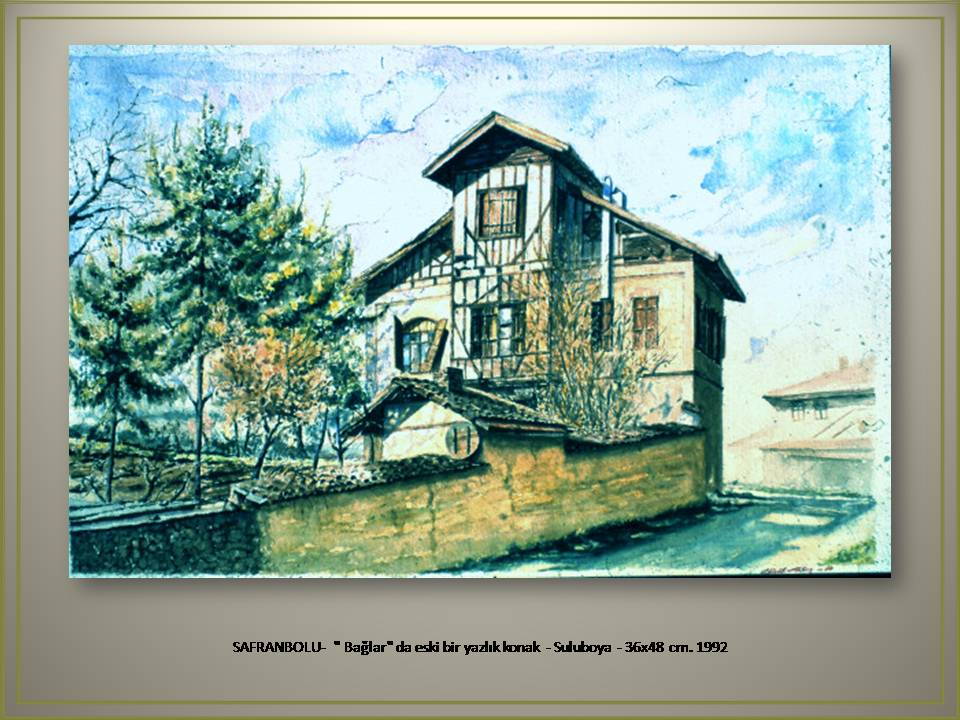 SAFRANBOLU- " Bağlar" da eski bir yazlık konak - Suluboya - 36x48 cm. 1992